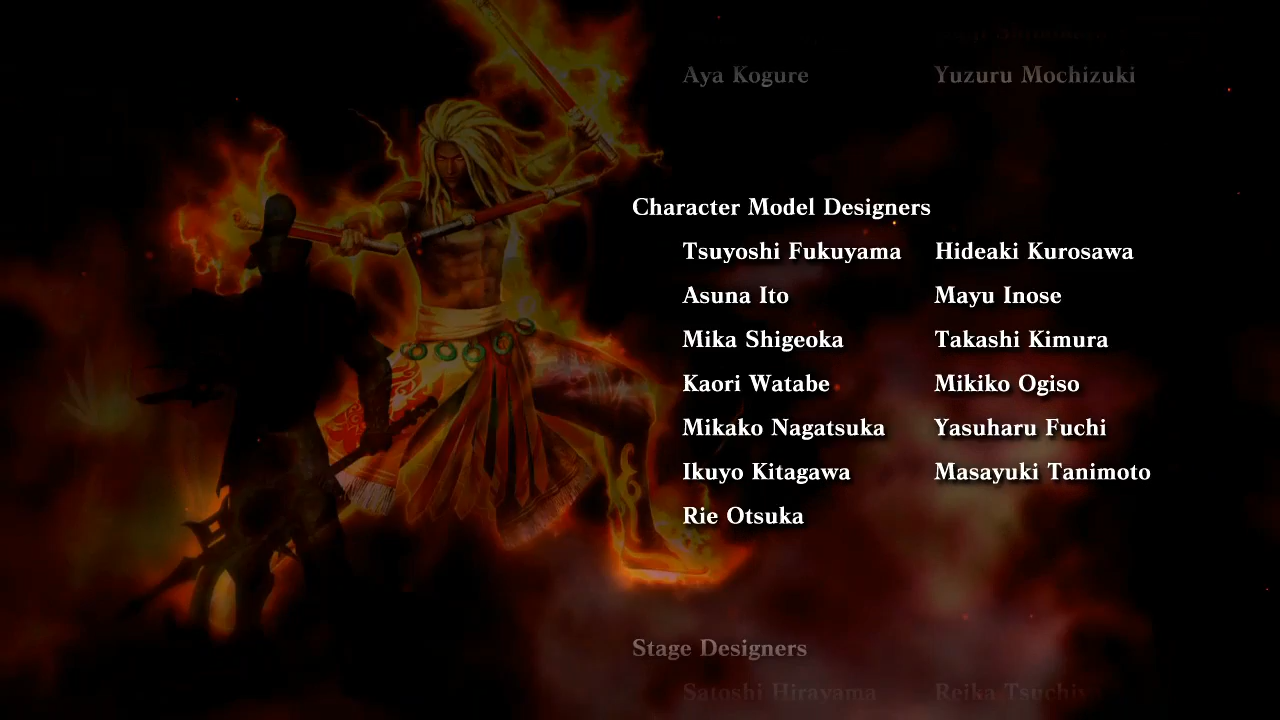 Aya Kogure Yuzuru Mochizuki
Character Model Designers
Tsuyoshi Fukuyama Hideaki Kurosawa
Asuna Ito Mayu Inose
Mika Shigeoka Takashi Kimura
Kaori Watabe Mikiko Ogiso
Mikako Nagatsuka Yasuharu Fuchi
Ikuyo Kitagawa Masayuki Tanimoto
Rie Otsuka
Stage Designers
Satoshi Hirayama Reika